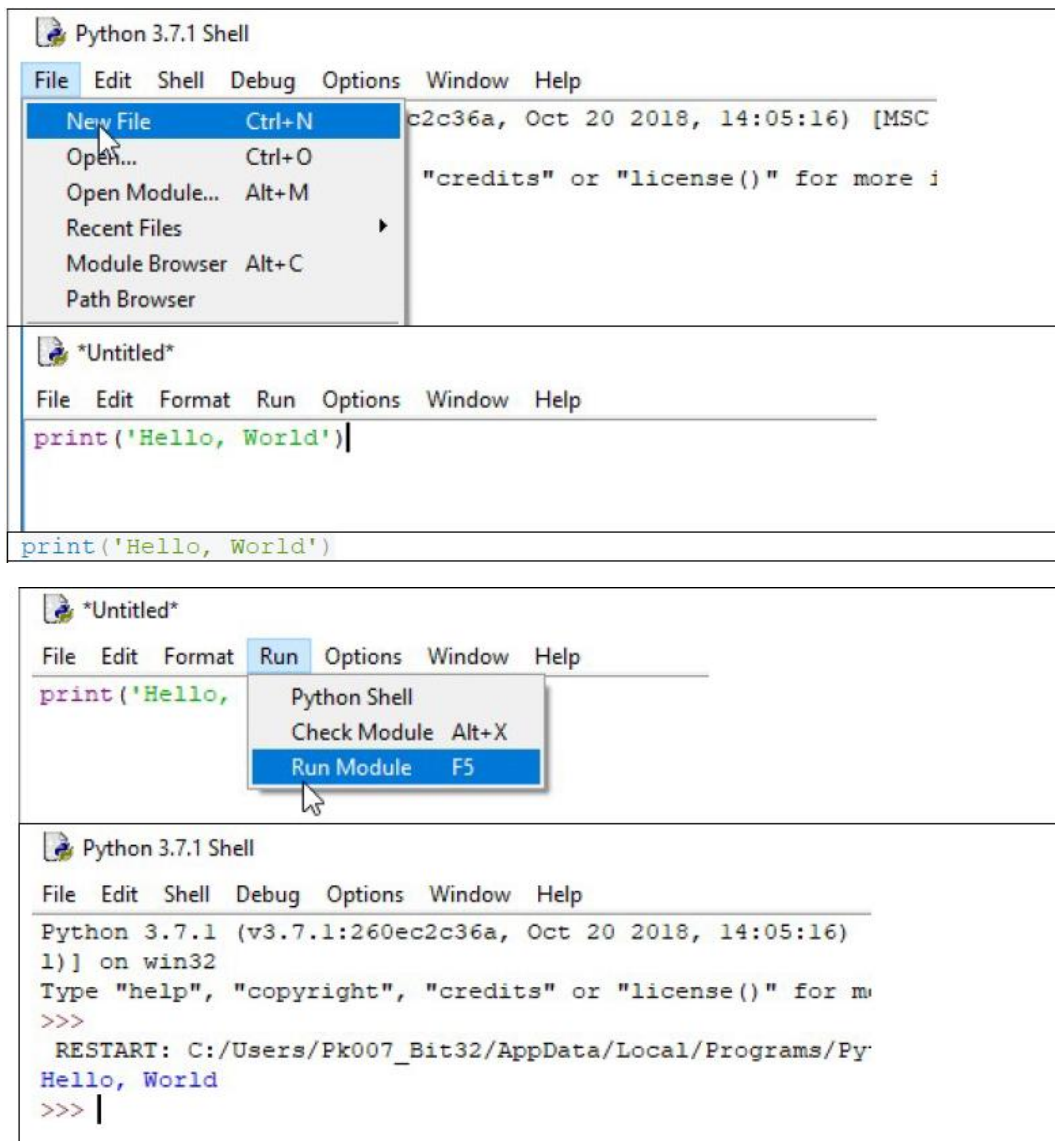 Python 3.7.1 Shell
File Edit Shell Debug Options Window Help
New File Ctrl+N
c2c36a, Oct 20 2018, 14:05:16) [MSC
Open... Ctrl+O
Open Module... Alt+M
"credits" or "license()" for more
Recent Files
Module Browser Alt+C
Path Browser
*Untitled*
File Edit Format Run Options Window Help
print('Hello, World')
print('Hello, World')
*Untitled*
File Edit Format Run Options Window Help
print('Hello,
Python Shell
Check Module Alt+X
Run Module F5
Python 3.7.1 Shell
File Edit Shell Debug Options Window Help
Python 3.7.1 (v3.7.1:260ec2c36a, Oct 20 2018, 14:05:16)
1)] on win32
Type "help", "copyright", "credits" or "license()" for
>>>
RESTART: C:/Users/Pk007_Bit32/AppData/Local/Programs/Py
Hello, World
>>>